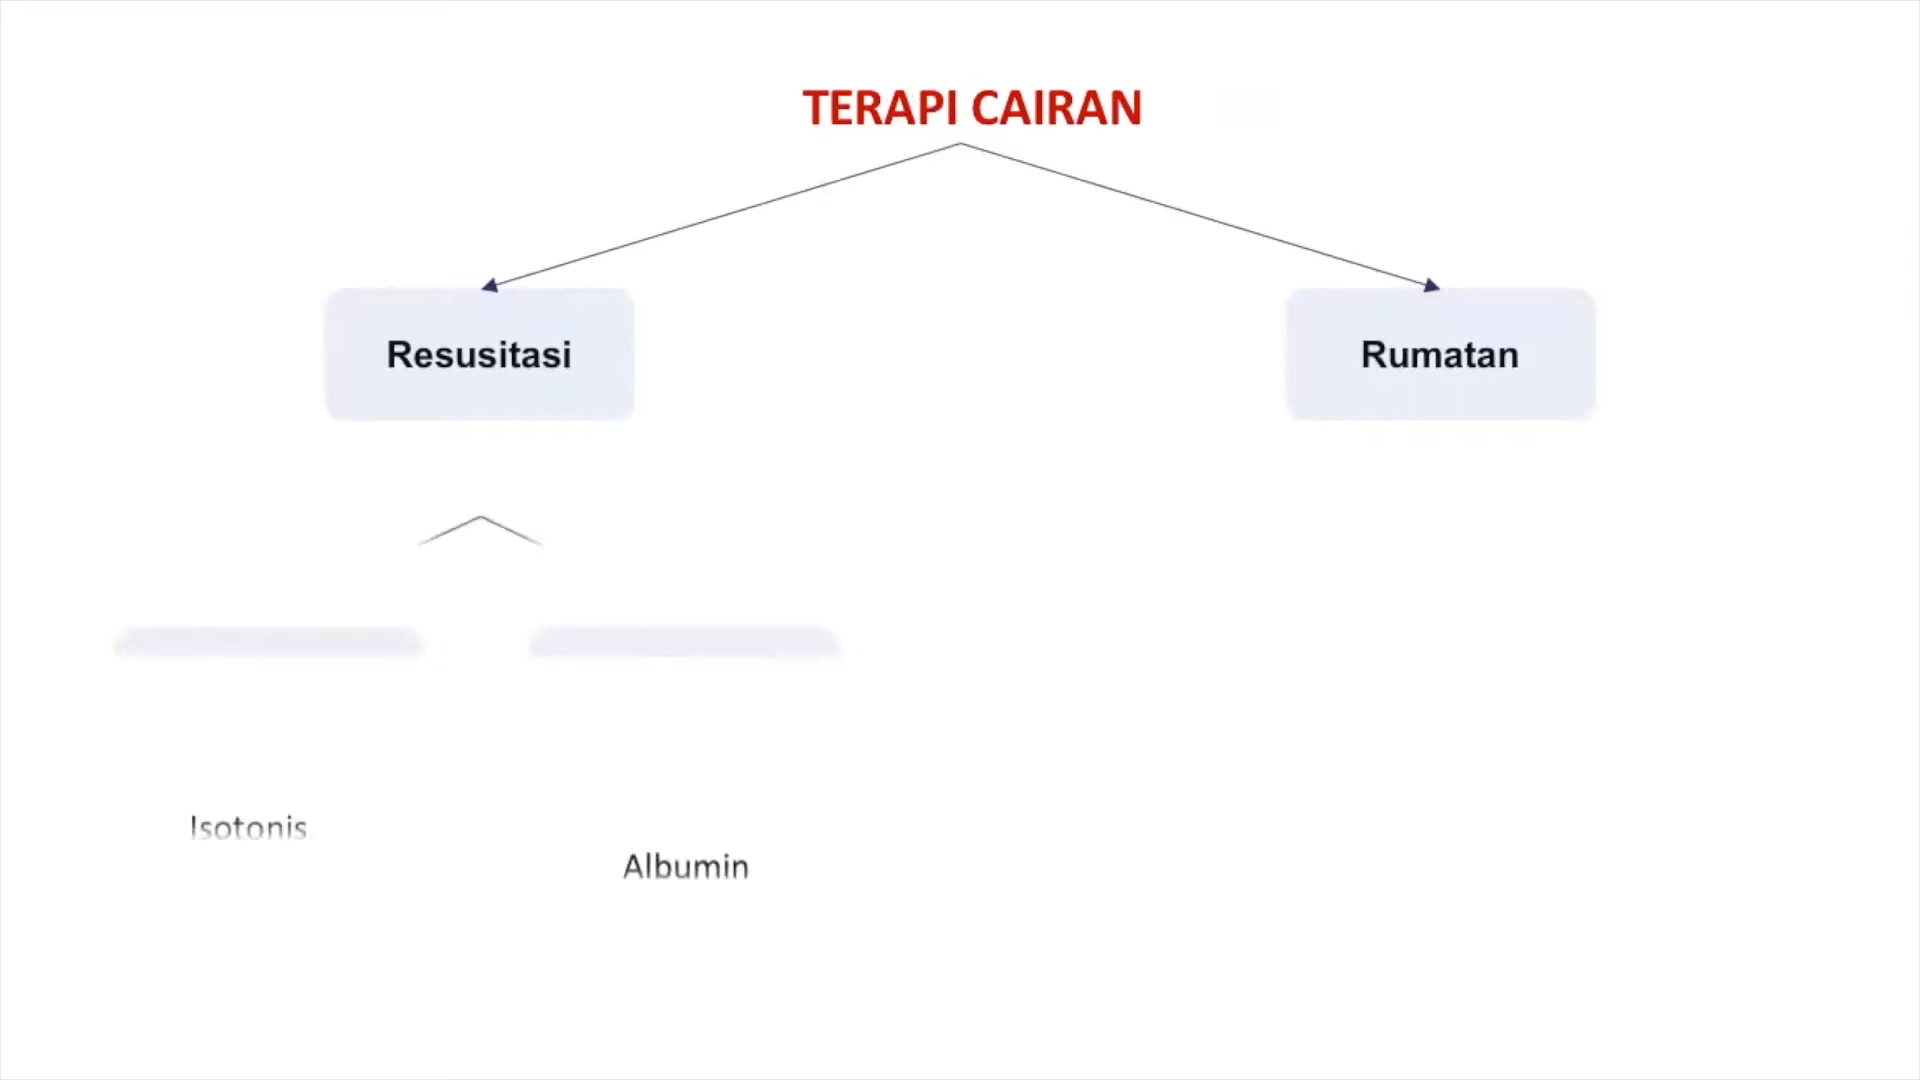 TERAPI CAIRAN
Resusitasi
Rumatan
Isotonis
Albumin